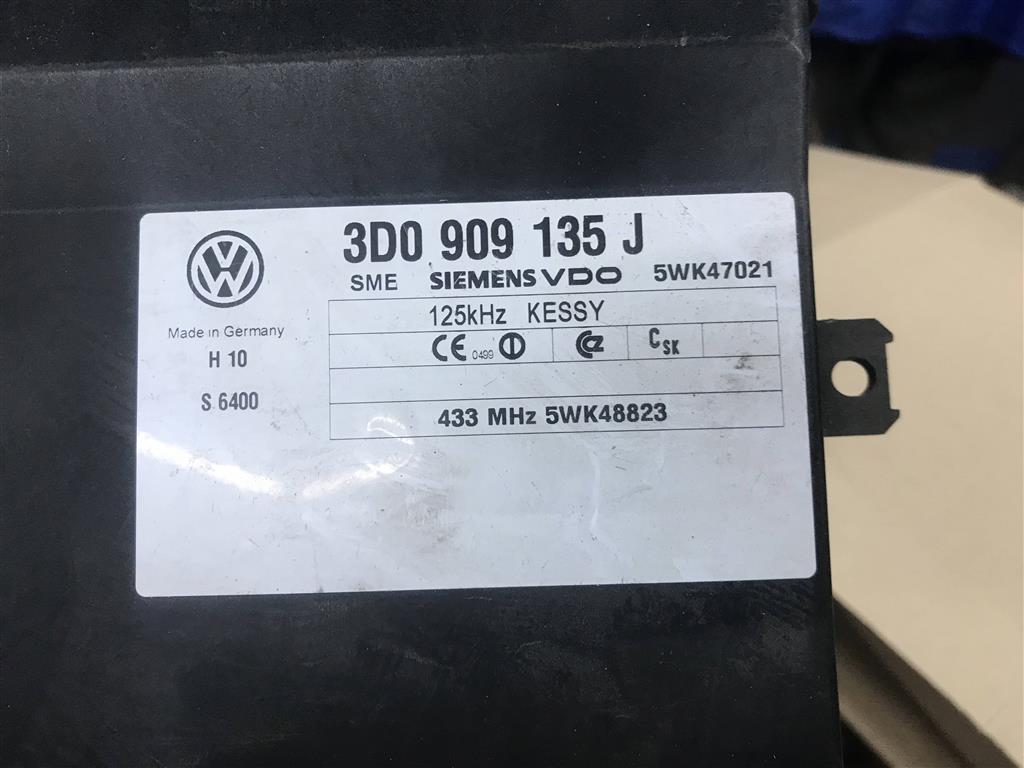 3D0 909 135 J
SME SIEMENS VDO 5WK47021
Made in Germany
H 10
S 6400
125kHz KESSY
CE 0499
C SK
433 MHz 5WK48823